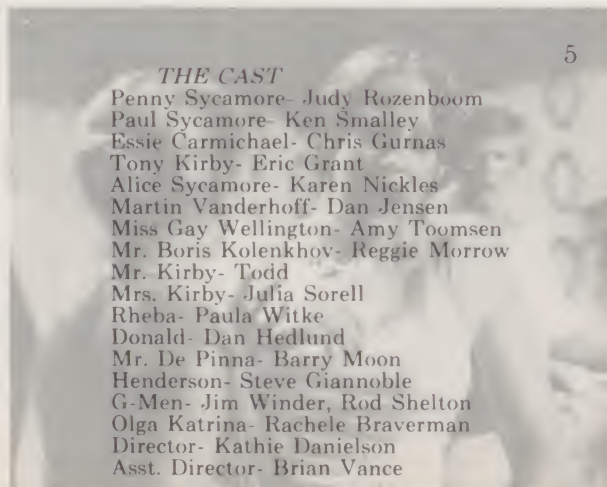 5
THE CAST
Penny Sycamore- Judy Rozenboom
Paul Sycamore- Ken Smalley
Essie Carmichael- Chris Gurnas
Tony Kirby- Eric Grant
Alice Sycamore- Karen Nickles
Martin Vanderhoff- Dan Jensen
Miss Gay Wellington- Amy Toomsen
Mr. Boris Kolenkhov- Reggie Morrow
Mr. Kirby- Todd
Mrs. Kirby- Julia Sorell
Rheba- Paula Witke
Donald- Dan Hedlund
Mr. De Pinna- Barry Moon
Henderson- Steve Giannoble
G-Men- Jim Winder, Rod Shelton
Olga Katrina- Rachele Braverman
Director- Kathie Danielson
Asst. Director- Brian Vance